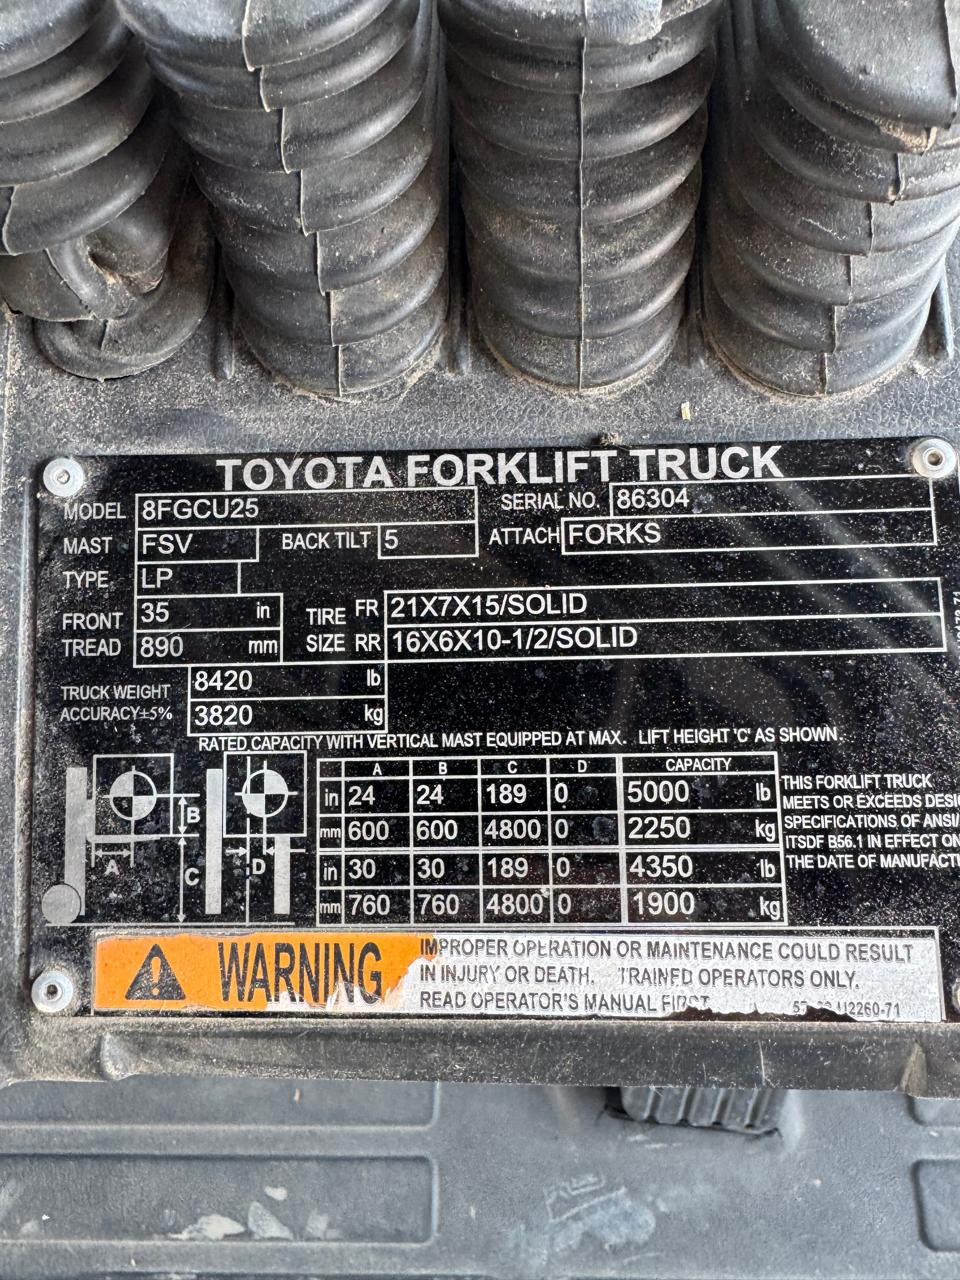 TOYOTA FORKLIFT TRUCK
MODEL 8FGCU25 SERIAL NO. 86304
MAST FSV BACK TILT 5 ATTACH FORKS
TYPE LP
FRONT TREAD 35 in TIRE SIZE FR 21X7X15/SOLID
890 mm RR 16X6X10-1/2/SOLID
TRUCK WEIGHT 8420 lb
ACCURACY±5% 3820 kg
RATED CAPACITY WITH VERTICAL MAST EQUIPPED AT MAX. LIFT HEIGHT 'C' AS SHOWN.
A B C D CAPACITY
in 24 24 189 0 5000 lb
mm 600 600 4800 0 2250 kg
in 30 30 189 0 4350 lb
mm 760 760 4800 0 1900 kg
A B C D
THIS FORKLIFT TRUCK
MEETS OR EXCEEDS
SPECIFICATIONS OF ANSI/
ITSDF B56.1 IN EFFECT ON
THE DATE OF
WARNING
IMPROPER OPERATION OR MAINTENANCE COULD RESULT
IN INJURY OR DEATH. TRAINED OPERATORS ONLY.
READ OPERATOR'S MANUAL FIRST